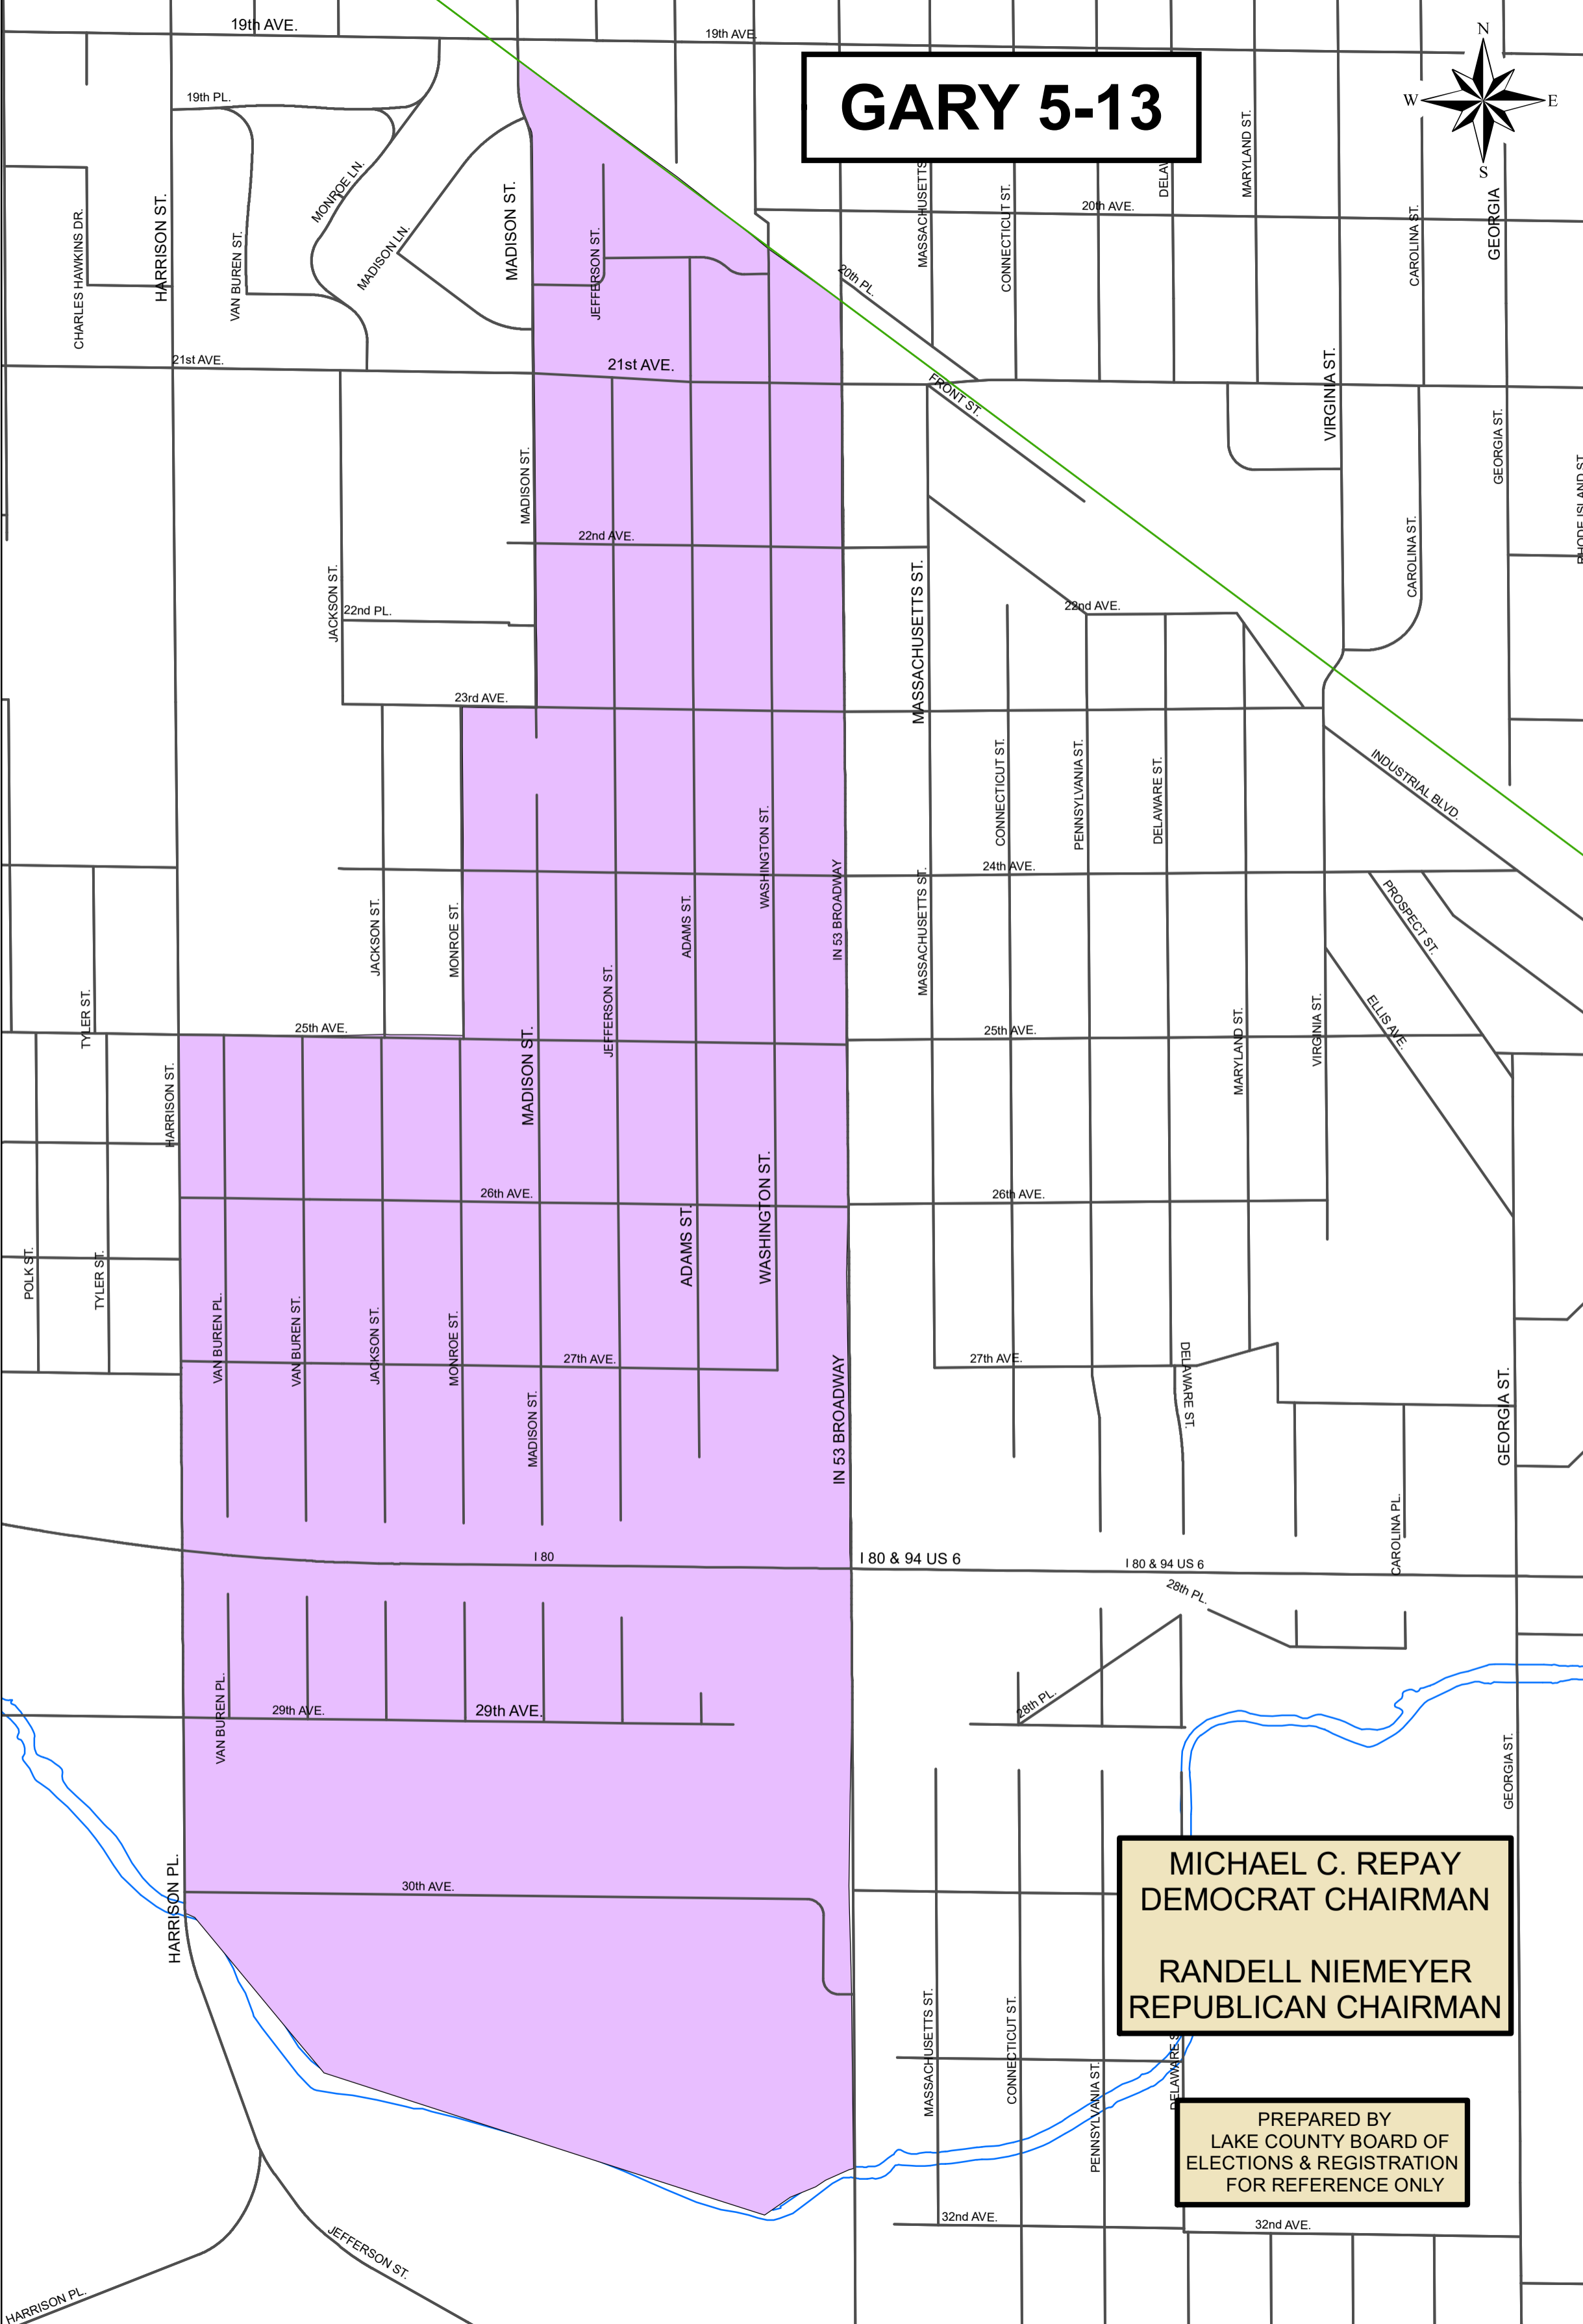 19th AVE.
19th AVE.
N
GARY 5-13
W
E
S
19th PL.
MONROE LN.
MADISON LN.
CHARLES HAWKINS DR.
HARRISON ST.
VAN BUREN ST.
MADISON ST.
JEFFERSON ST.
MASSACHUSETTS
CONNECTICUT ST.
MARYLAND ST.
20th AVE.
CAROLINA ST.
GEORGIA
20th PL.
21st AVE.
21st AVE.
FRONT ST.
VIRGINIA ST.
GEORGIA ST.
RHODE ISLAND ST.
MADISON ST.
22nd AVE.
CAROLINA ST.
JACKSON ST.
22nd PL.
MASSACHUSETTS ST.
22nd AVE.
23rd AVE.
CONNECTICUT ST.
PENNSYLVANIA ST.
DELAWARE ST.
INDUSTRIAL BLVD.
WASHINGTON ST.
24th AVE.
IN 53 BROADWAY
MASSACHUSETTS ST.
PROSPECT ST.
JACKSON ST.
MONROE ST.
ADAMS ST.
JEFFERSON ST.
TYLER ST.
25th AVE.
25th AVE.
VIRGINIA ST.
ELLIS AVE.
MARYLAND ST.
HARRISON ST.
MADISON ST.
26th AVE.
26th AVE.
WASHINGTON ST.
ADAMS ST.
POLK ST.
TYLER ST.
VAN BUREN PL.
VAN BUREN ST.
JACKSON ST.
MONROE ST.
27th AVE.
27th AVE.
DELAWARE ST.
MADISON ST.
IN 53 BROADWAY
GEORGIA ST.
CAROLINA PL.
I 80
I 80 & 94 US 6
I 80 & 94 US 6
28th PL.
28th PL.
VAN BUREN PL.
29th AVE.
29th AVE.
GEORGIA ST.
HARRISON PL.
30th AVE.
MICHAEL C. REPAY
DEMOCRAT CHAIRMAN
RANDELL NIEMEYER
REPUBLICAN CHAIRMAN
MASSACHUSETTS ST.
CONNECTICUT ST.
PENNSYLVANIA ST.
PREPARED BY
LAKE COUNTY BOARD OF
ELECTIONS & REGISTRATION
FOR REFERENCE ONLY
32nd AVE.
32nd AVE.
JEFFERSON ST.
HARRISON PL.